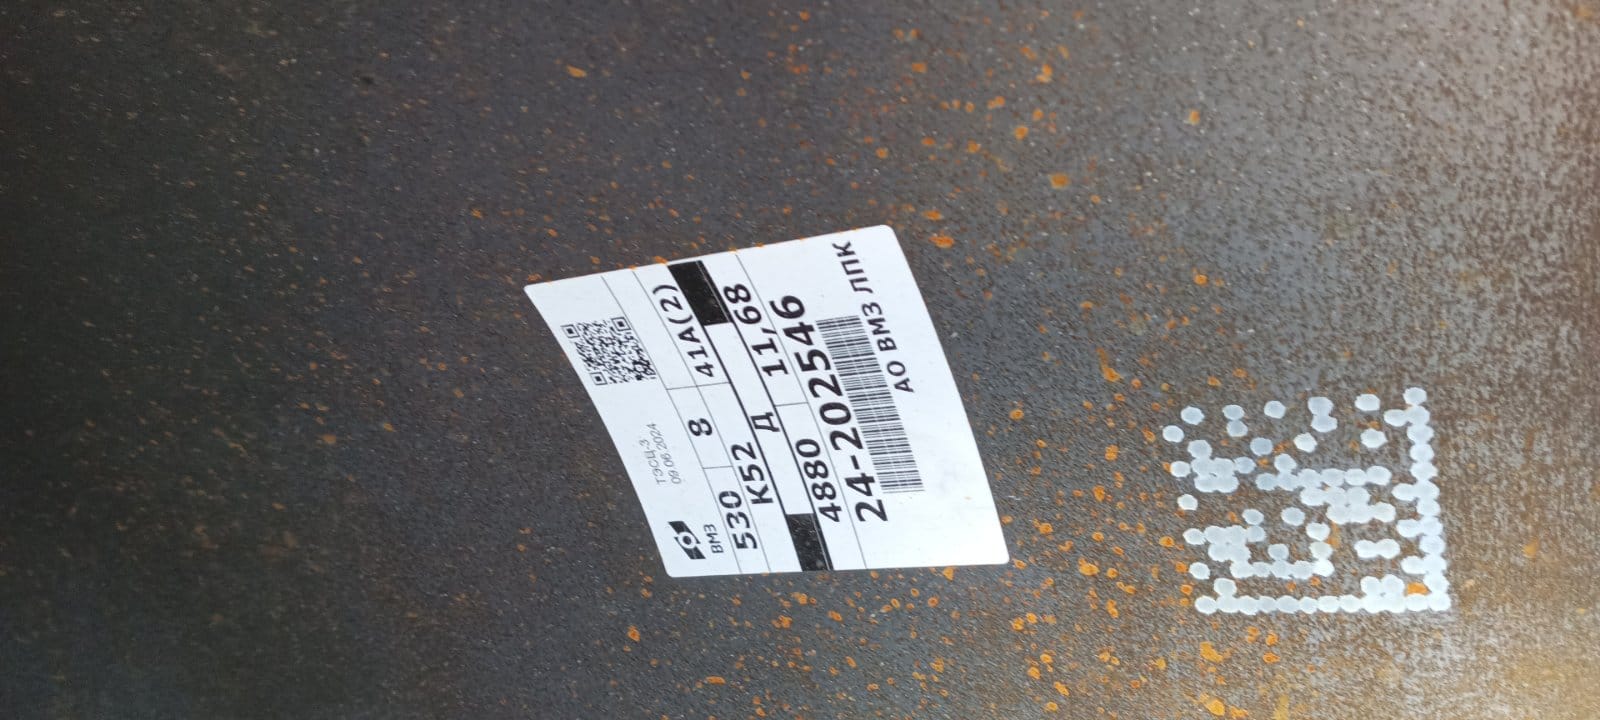 ТЭСЦ-3
09.06.2024
ВМЗ
530 8 41А(2)
К52 Д 11,68
4880
24-202546
АО ВМЗ ЛПК